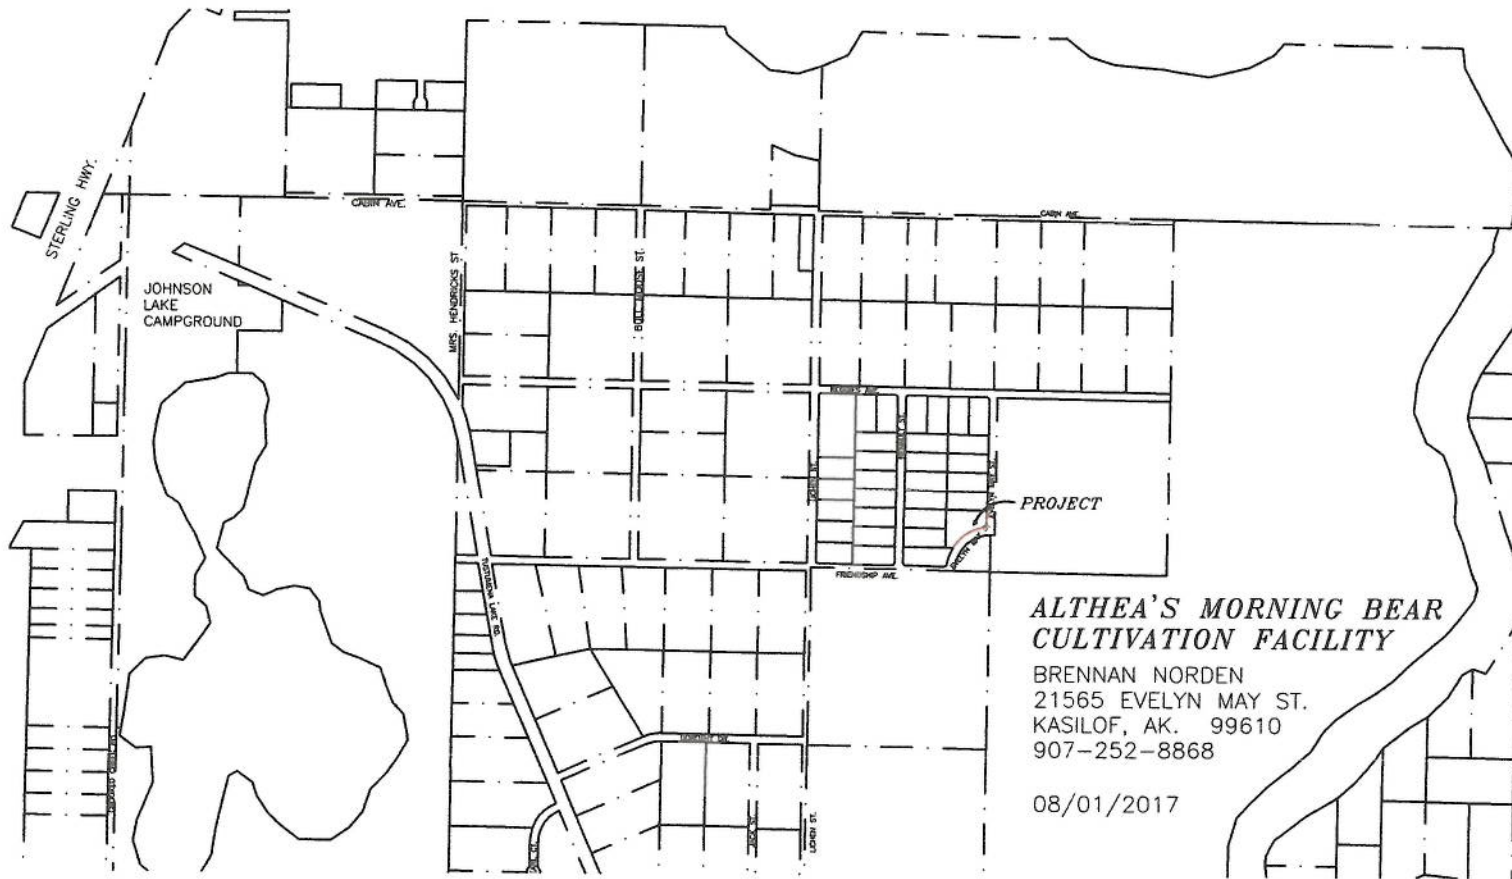 STERLING HWY.
CABIN AVE.
CABIN AVE.
JOHNSON
LAKE
CAMPGROUND
MRS. HENDRICKS ST
BULL MOOSE ST.
PROJECT
FRIENDSHIP AVE.
TUSTUMENA LAKE RD.
ALTHEA'S MORNING BEAR
CULTIVATION FACILITY
BRENNAN NORDEN
21565 EVELYN MAY ST.
KASILOF, AK. 99610
907-252-8868
08/01/2017
LICHEN ST.